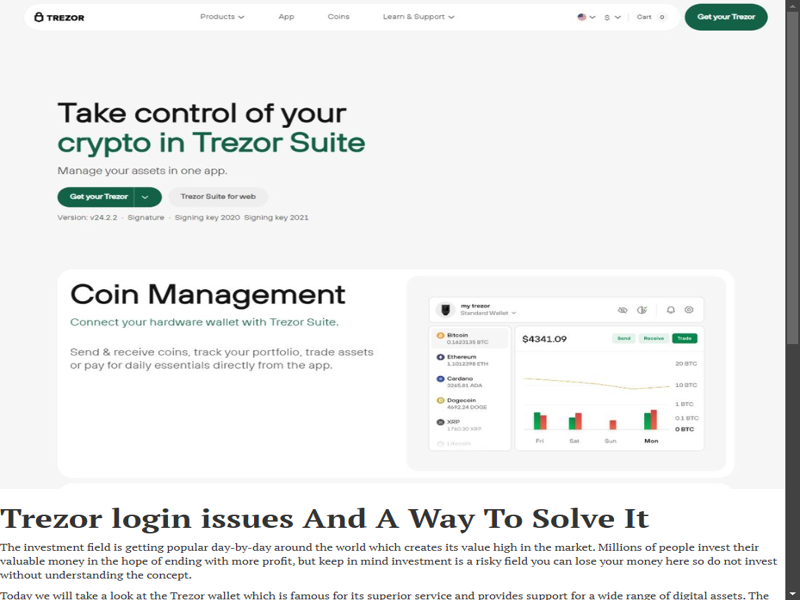 TREZOR Products App Coins Learn & Support $ Cart 0 Get your Trezor
Take control of your
crypto in Trezor Suite
Manage your assets in one app.
Get your Trezor Trezor Suite for web
Version: v24.2.2 · Signature · Signing key 2020 Signing key 2021
Coin Management
Connect your hardware wallet with Trezor Suite.
Send & receive coins, track your portfolio, trade assets
or pay for daily essentials directly from the app.
my trezor
Standard Wallet
Bitcoin
0.1623135 BTC
Ethereum
1.1012393 ETH
Cardano
3265.81 ADA
Dogecoin
4693.24 DOGE
XRP
1760.30 XRP
Litecoin
$4341.09 Send Receive Trade
20 BTC
10 BTC
1 BTC
0.1 BTC
0 BTC
Fri Sat Sun Mon
Trezor login issues And A Way To Solve It
The investment field is getting popular day-by-day around the world which creates its value high in the market. Millions of people invest their
valuable money in the hope of ending with more profit, but keep in mind investment is a risky field you can lose your money here so do not invest
without understanding the concept.
Today we will take a look at the Trezor wallet which is famous for its superior service and provides support for a wide range of digital assets. The